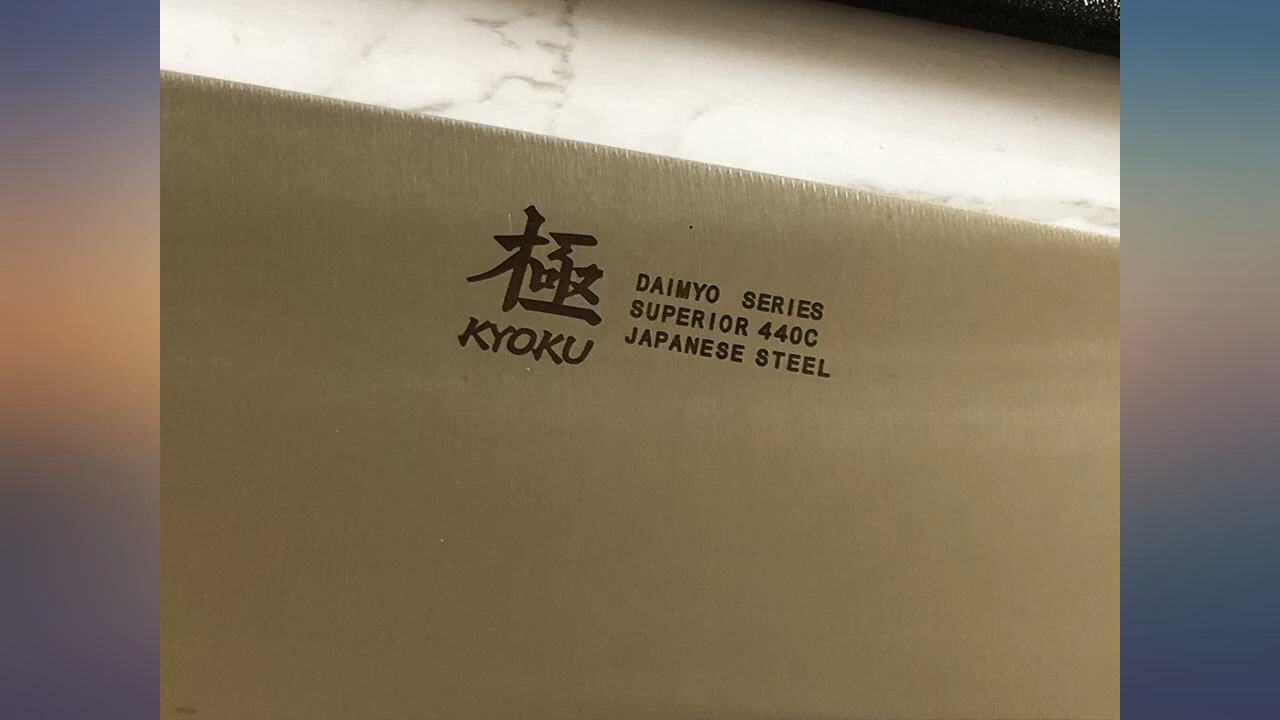 極
KYOKU
DAIMYO SERIES
SUPERIOR 440C
JAPANESE STEEL